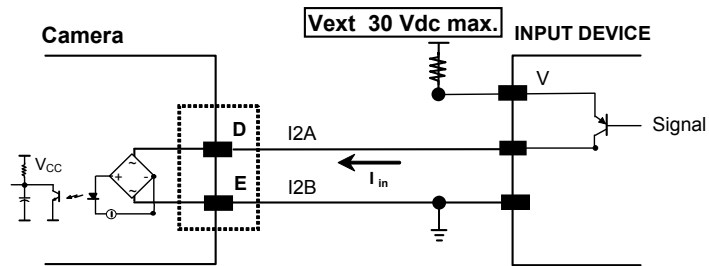 Vext 30 Vdc max.
Camera
INPUT DEVICE
V
D
I2A
Signal
I in
E
I2B
VCC
~
+
-
~